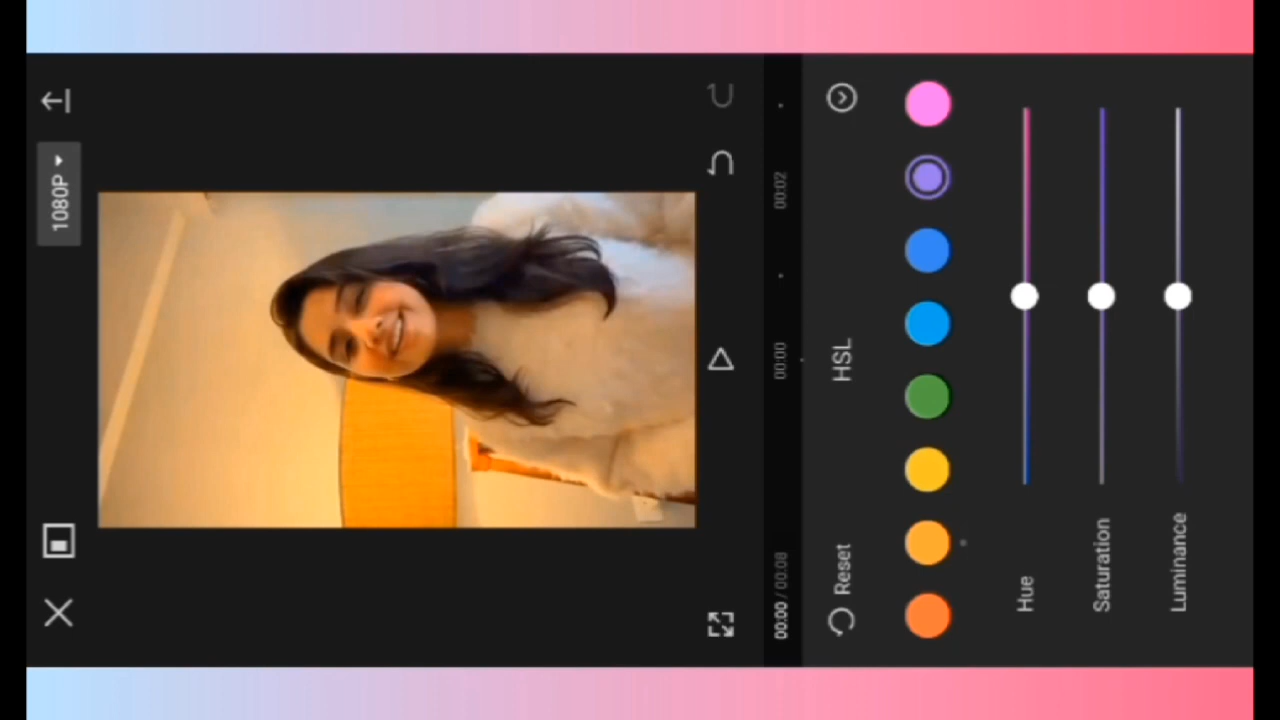 1080P
00:00 / 00:08
00:00
00:02
Reset
HSL
Hue
Saturation
Luminance